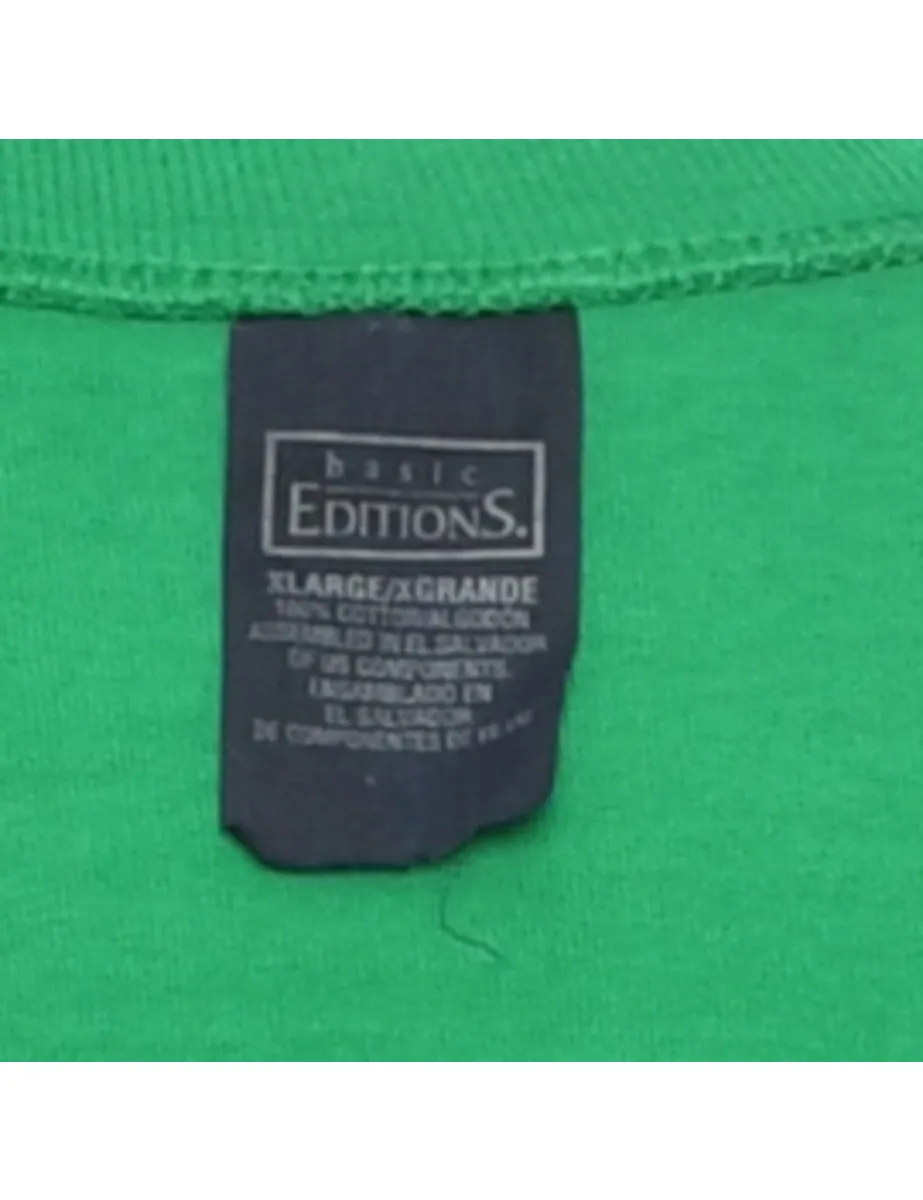 basic
EDITIONS.
XLARGE/XGRANDE
100% COTTON/ALGODON
ASSEMBLED IN EL SALVADOR
OF US COMPONENTS.
ENSAMBLADO EN
EL SALVADOR
DE COMPONENTES DE